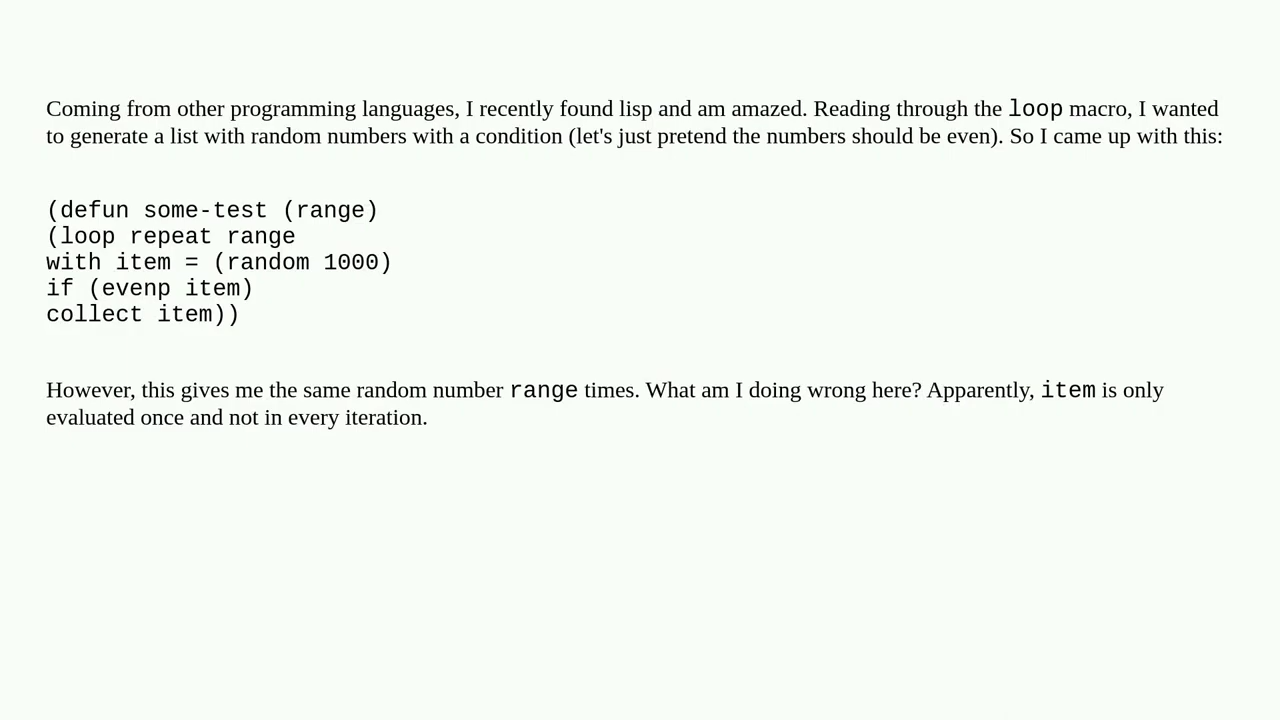 Coming from other programming languages, I recently found lisp and am amazed. Reading through the loop macro, I wanted
to generate a list with random numbers with a condition (let's just pretend the numbers should be even). So I came up with this:
(defun some-test (range)
(loop repeat range
with item = (random 1000)
if (evenp item)
collect item))
However, this gives me the same random number range times. What am I doing wrong here? Apparently, item is only
evaluated once and not in every iteration.